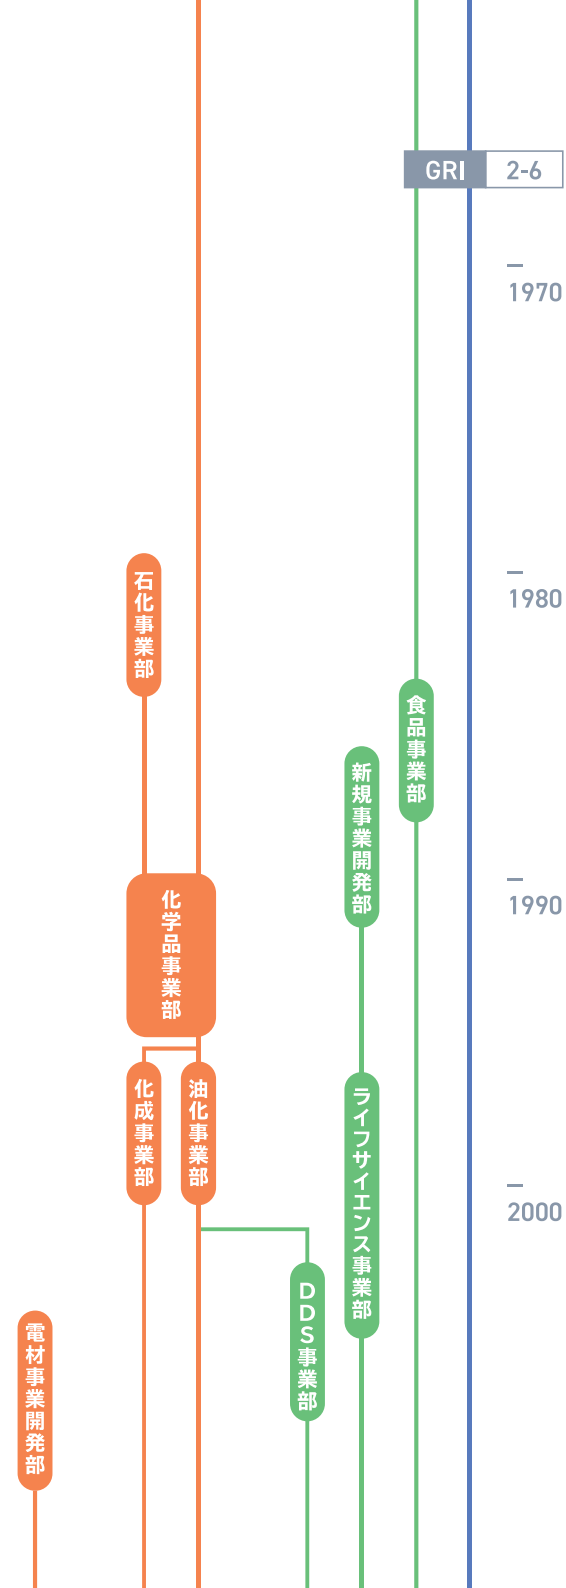 GRI 2-6
1970
石化事業部
1980
食品事業部
新規事業開発部
化学品事業部
1990
化成事業部
油化事業部
ライフサイエンス事業部
2000
DDS事業部
電材事業開発部